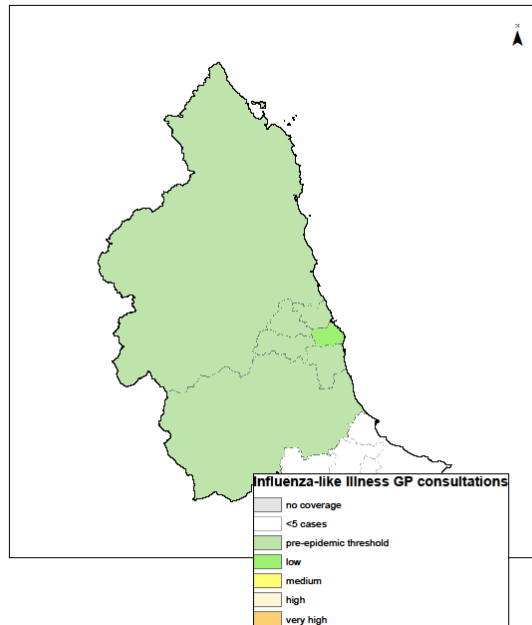 Influenza-like Illness GP consultations
no coverage
<5 cases
pre-epidemic threshold
low
medium
high
very high